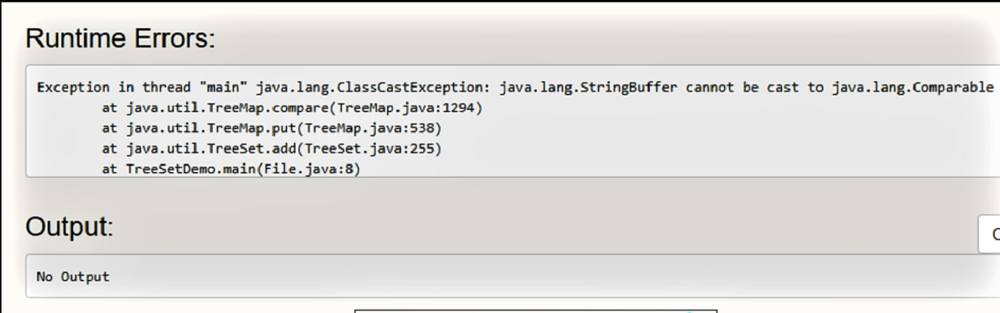 Runtime Errors:
Exception in thread "main" java.lang.ClassCastException: java.lang.StringBuffer cannot be cast to java.lang.Comparable
at java.util.TreeMap.compare(TreeMap.java:1294)
at java.util.TreeMap.put(TreeMap.java:538)
at java.util.TreeSet.add(TreeSet.java:255)
at TreeSetDemo.main(File.java:8)
Output:
No Output